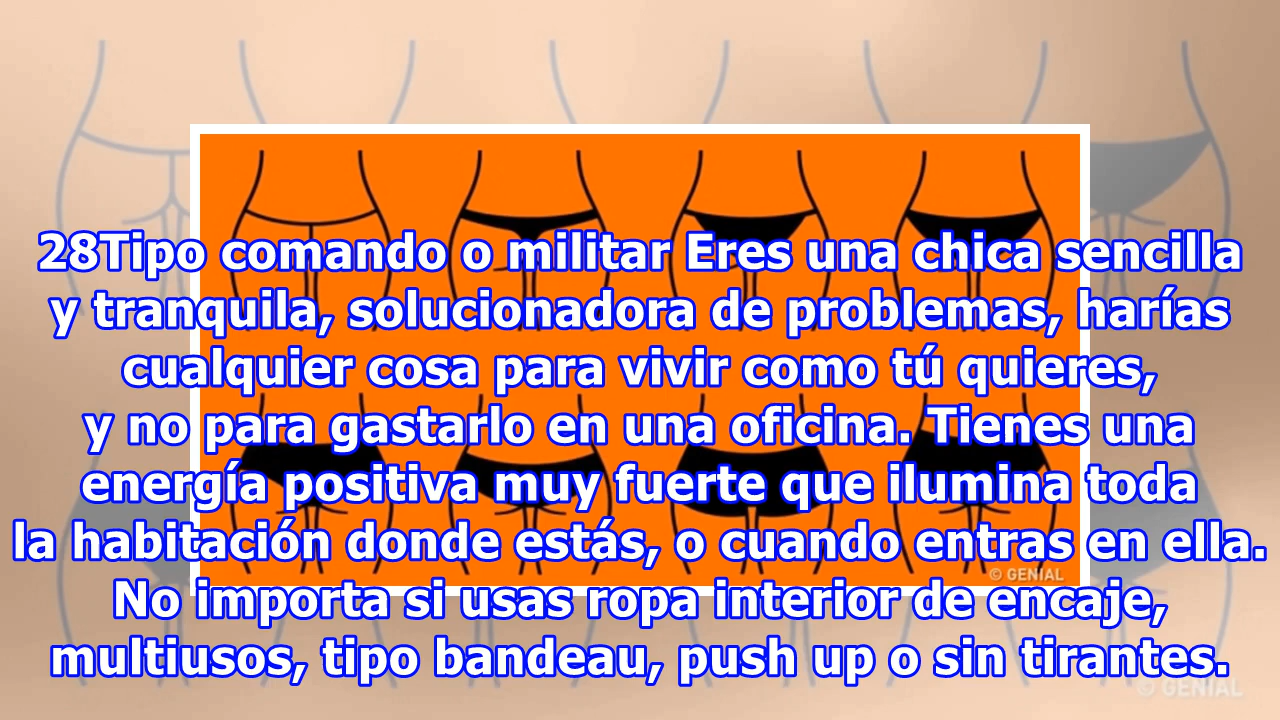 28Tipo comando o militar Eres una chica sencilla
y tranquila, solucionadora de problemas, harías
cualquier cosa para vivir como tú quieres,
y no para gastarlo en una oficina. Tienes una
energía positiva muy fuerte que ilumina toda
la habitación donde estás, o cuando entras en ella.
© GENIAL
No importa si usas ropa interior de encaje,
multiusos, tipo bandeau, push up o sin tirantes.
© GENIAL